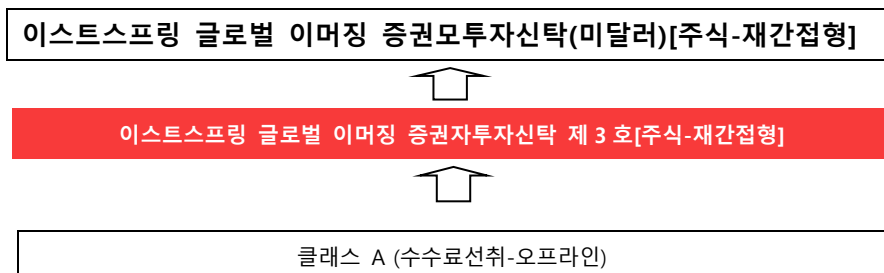 이스트스프링 글로벌 이머징 증권모투자신탁(미달러)[주식-재간접형]
이스트스프링 글로벌 이머징 증권자투자신탁 제 3 호[주식-재간접형]
클래스 A (수수료선취-오프라인)